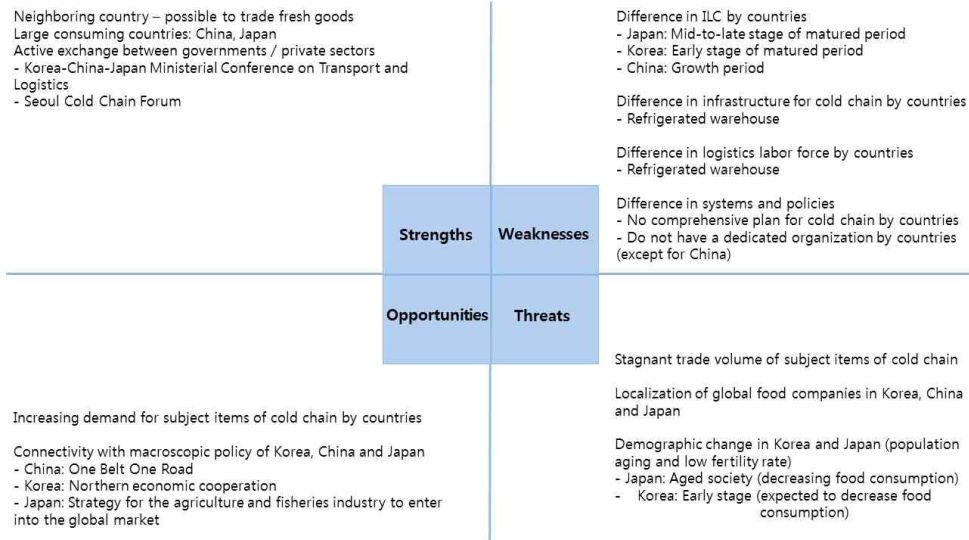 Neighboring country – possible to trade fresh goods
Large consuming countries: China, Japan
Active exchange between governments / private sectors
- Korea-China-Japan Ministerial Conference on Transport and
Logistics
- Seoul Cold Chain Forum
Difference in ILC by countries
- Japan: Mid-to-late stage of matured period
- Korea: Early stage of matured period
- China: Growth period
Difference in infrastructure for cold chain by countries
- Refrigerated warehouse
Difference in logistics labor force by countries
- Refrigerated warehouse
Difference in systems and policies
- No comprehensive plan for cold chain by countries
- Do not have a dedicated organization by countries
(except for China)
Strengths
Weaknesses
Opportunities
Threats
Increasing demand for subject items of cold chain by countries
Connectivity with macroscopic policy of Korea, China and Japan
- China: One Belt One Road
- Korea: Northern economic cooperation
- Japan: Strategy for the agriculture and fisheries industry to enter
into the global market
Stagnant trade volume of subject items of cold chain
Localization of global food companies in Korea, China
and Japan
Demographic change in Korea and Japan (population
aging and low fertility rate)
- Japan: Aged society (decreasing food consumption)
- Korea: Early stage (expected to decrease food
consumption)